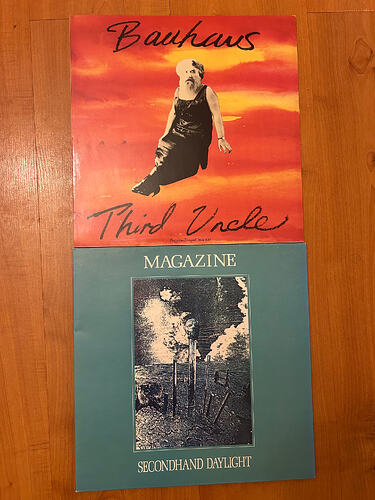 Bauhaus
Third Uncle
MAGAZINE
SECONDHAND DAYLIGHT